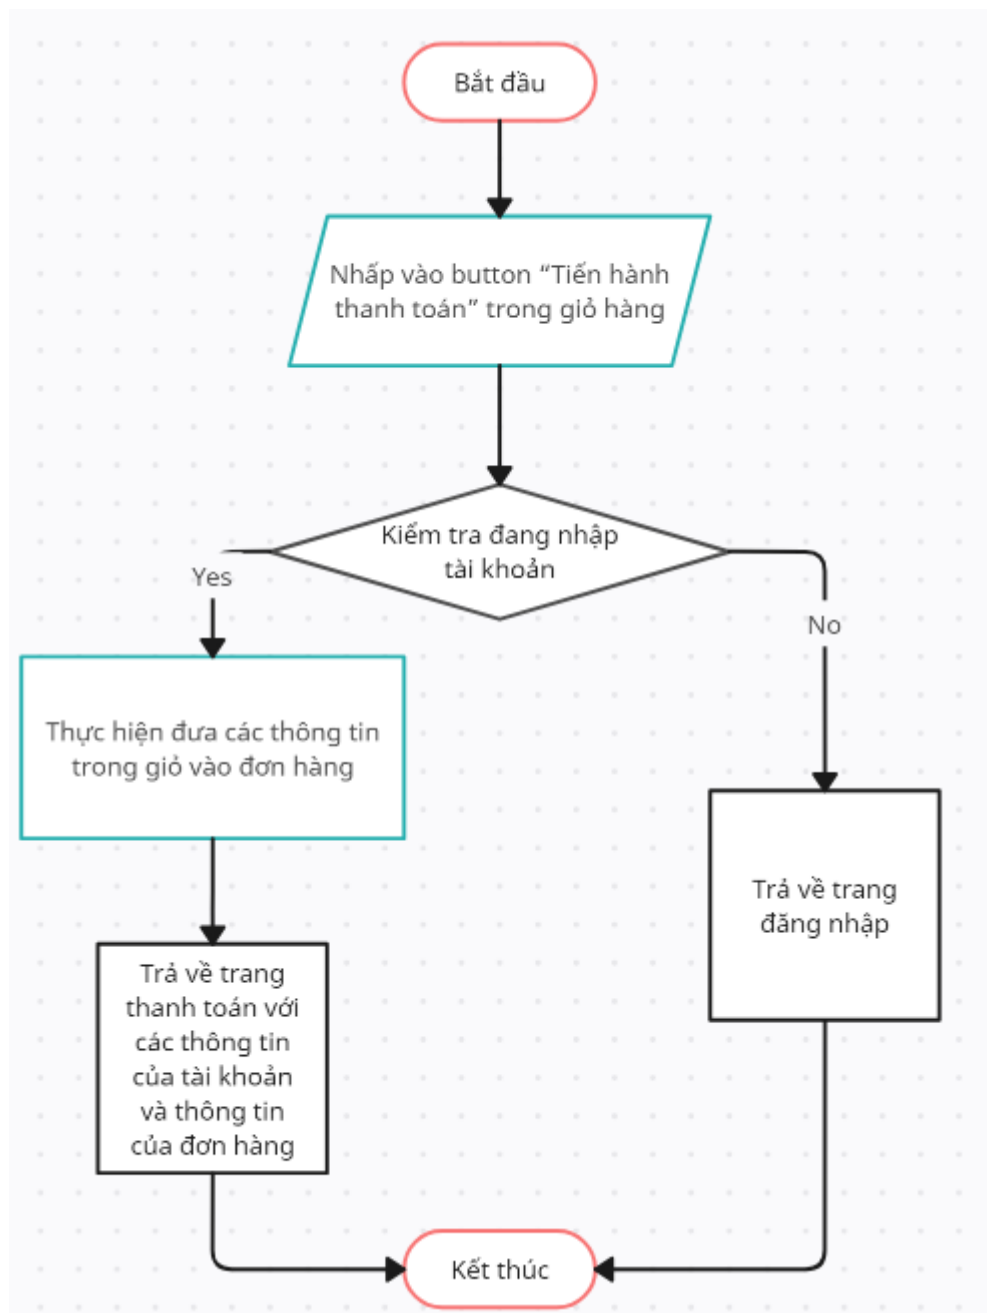 Bắt đầu
Nhấp vào button “Tiến hành
thanh toán” trong giỏ hàng
Kiểm tra đang nhập
tài khoản
Yes
No
Thực hiện đưa các thông tin
trong giỏ vào đơn hàng
Trả về trang
đăng nhập
Trả về trang
thanh toán với
các thông tin
của tài khoản
và thông tin
của đơn hàng
Kết thúc